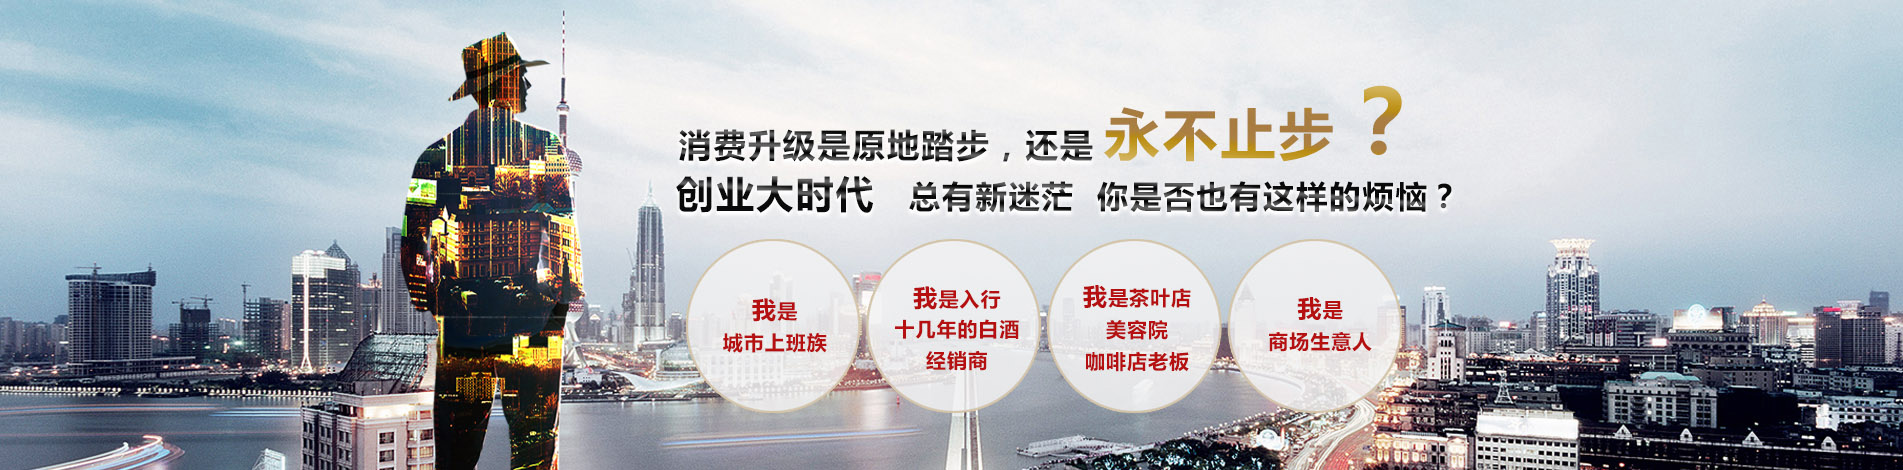 消费升级是原地踏步，还是 永不止步？
创业大时代 总有新迷茫 你是否也有这样的烦恼？
我是
城市上班族
我是入行
十几年的白酒
经销商
我是茶叶店
美容院
咖啡店老板
我是
商场生意人